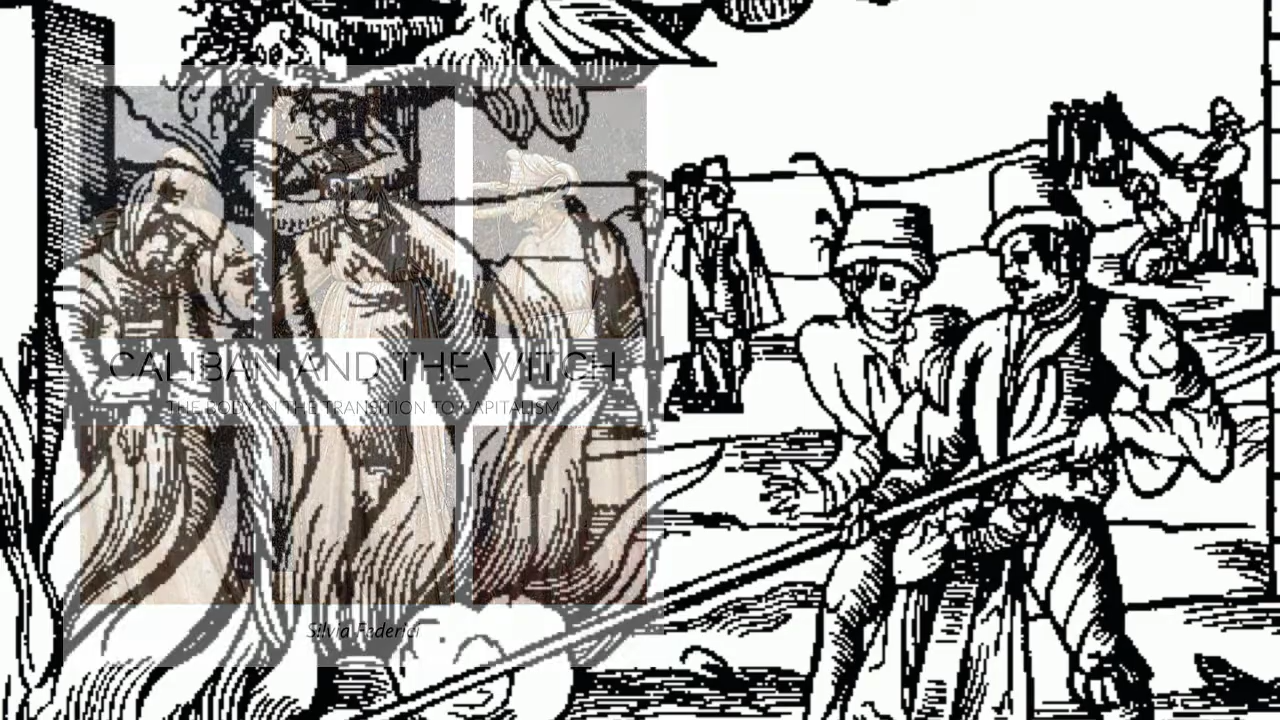 CALIBAN AND THE WITCH
THE BODY IN THE TRANSITION TO CAPITALISM
Silvia Federici